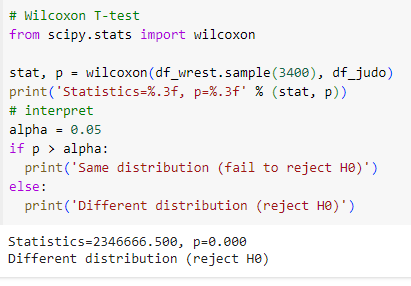 # Wilcoxon T-test
from scipy.stats import wilcoxon
stat, p = wilcoxon(df_wrest.sample(3400), df_judo)
print('Statistics=%.3f, p=%.3f' % (stat, p))
# interpret
alpha = 0.05
if p > alpha:
  print('Same distribution (fail to reject H0)')
else:
  print('Different distribution (reject H0)')
Statistics=2346666.500, p=0.000
Different distribution (reject H0)